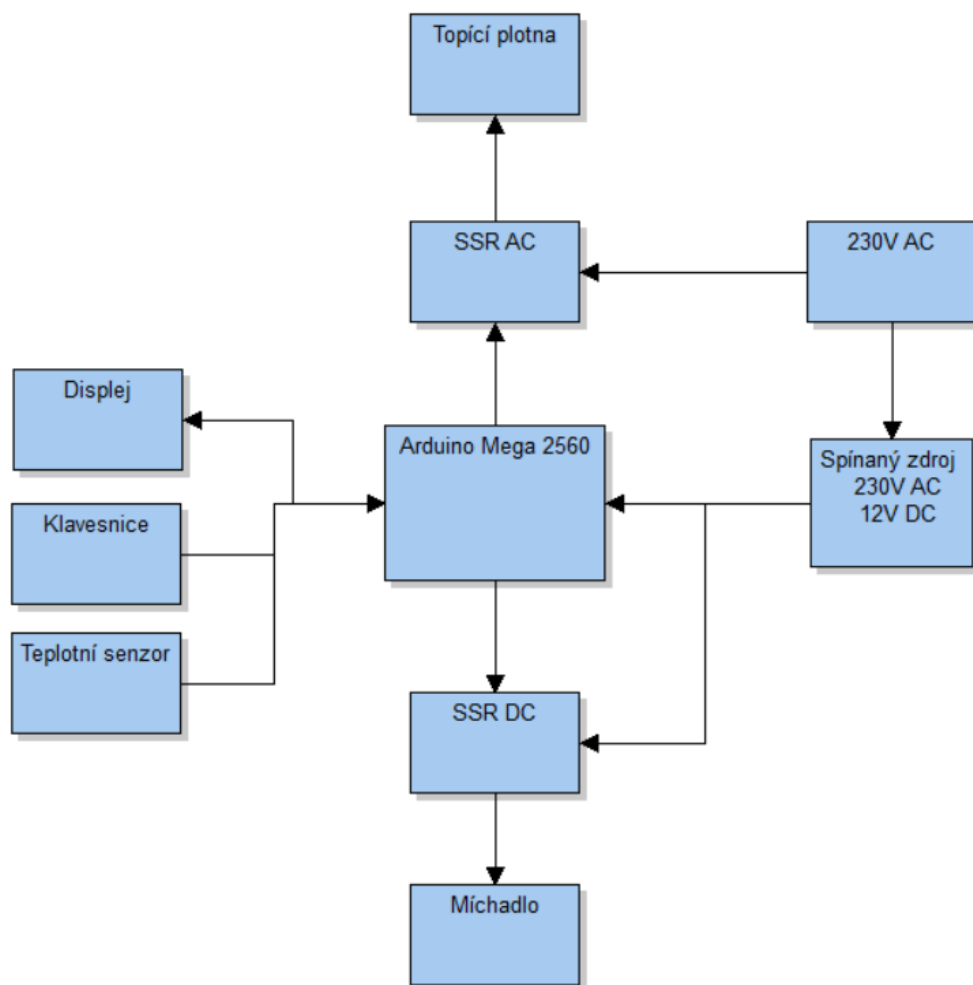 Topící plotna
SSR AC
230V AC
Displej
Arduino Mega 2560
Spínaný zdroj
230V AC
12V DC
Klavesnice
Teplotní senzor
SSR DC
Míchadlo